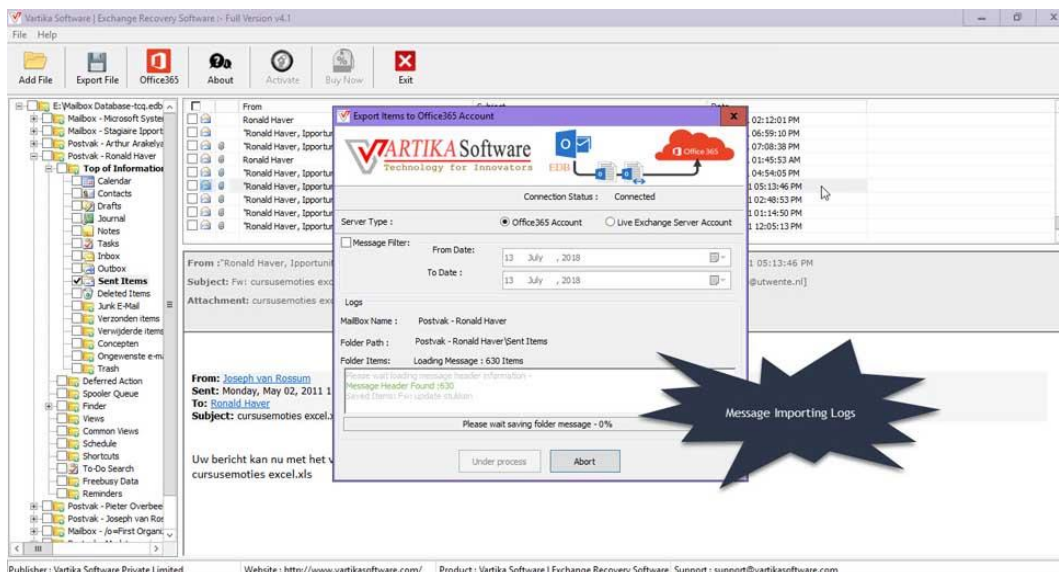 Vartika Software | Exchange Recovery Software :- Full Version v4.1
File Help
Add File Export File Office365 About Activate Buy Now Exit
E:\Mailbox Database-tcq.edb
Mailbox - Microsoft System
Mailbox - Stagiaire Ipport
Postvak - Arthur Arakelya
Postvak - Ronald Haver
Top of Information
Calendar
Contacts
Drafts
Journal
Notes
Tasks
Inbox
Outbox
Sent Items
Deleted Items
Junk E-Mail
Verzonden items
Verwijderde items
Concepten
Ongewenste e-ma
Trash
Deferred Action
Spooler Queue
Finder
Views
Common Views
Schedule
Shortcuts
To-Do Search
Freebusy Data
Reminders
Postvak - Pieter Overbee
Postvak - Joseph van Ros
Mailbox - /o=First Organi
From
Ronald Haver 02:12:01 PM
'Ronald Haver, Ipportur 06:59:10 PM
'Ronald Haver, Ipportur 07:08:38 PM
Ronald Haver 01:45:53 AM
'Ronald Haver, Ipportur 04:54:05 PM
'Ronald Haver, Ipportur 1 05:13:46 PM
'Ronald Haver, Ipportur 1 02:48:53 PM
'Ronald Haver, Ipportur 1 01:14:50 PM
'Ronald Haver, Ipportur 1 12:05:13 PM
From :"Ronald Haver, Ipportunit 1 05:13:46 PM
Subject: Fw: cursusemoties exc @utwente.nl]
Attachment: cursusemoties exc
From: Joseph van Rossum
Sent: Monday, May 02, 2011 1
To: Ronald Haver
Subject: cursusemoties excel.x
Uw bericht kan nu met het v
cursusemoties excel.xls
Export Items to Office365 Account
VARTIKA Software
Technology for Innovators
EDB
Office 365
Connection Status : Connected
Server Type : Office365 Account Live Exchange Server Account
Message Filter:
From Date: 13 July , 2018
To Date : 13 July , 2018
Logs
MailBox Name : Postvak - Ronald Haver
Folder Path : Postvak - Ronald Haver\Sent Items
Folder Items: Loading Message : 630 Items
Please wait loading message header information -
Message Header Found :630
Saved Items: Fwi update stukken
Please wait saving folder message - 0%
Under process Abort
Message Importing Logs
Publisher : Vartika Software Private Limited Website : http://www.vartikasoftware.com/ Product : Vartika Software | Exchange Recovery Software Support : support@vartikasoftware.com